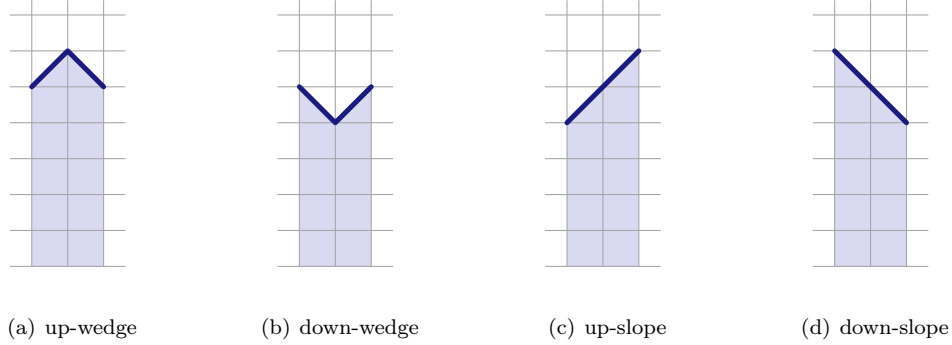 (a) up-wedge
(b) down-wedge
(c) up-slope
(d) down-slope